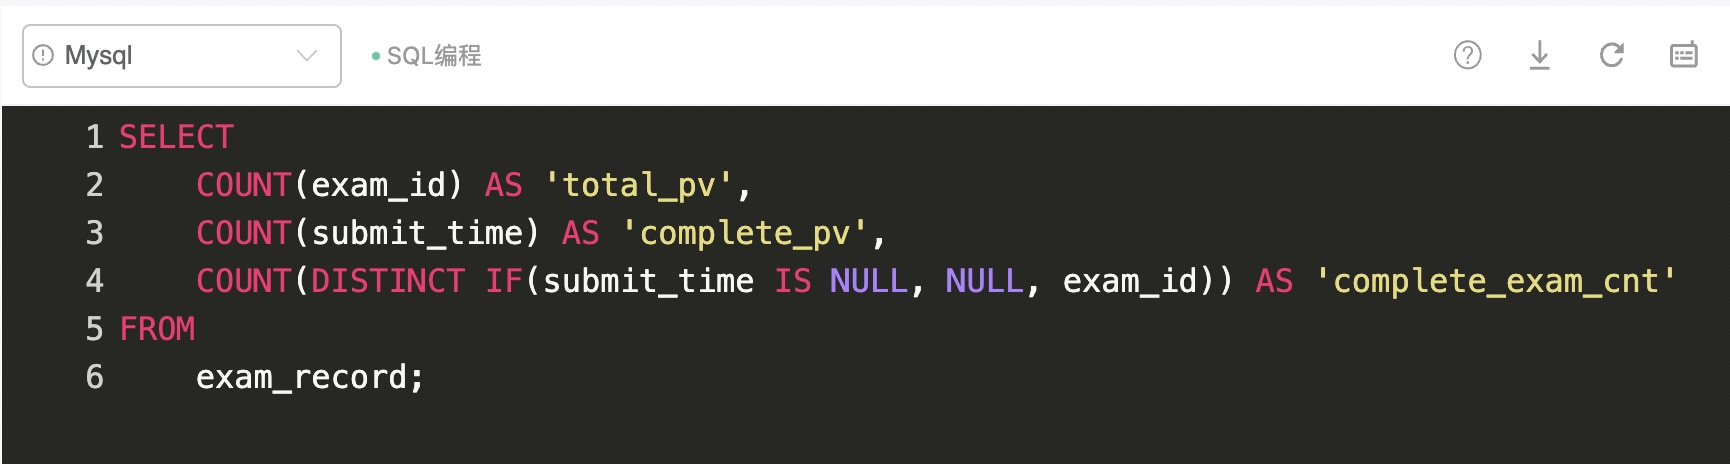 Mysql SQL编程
1 SELECT
2 COUNT(exam_id) AS 'total_pv',
3 COUNT(submit_time) AS 'complete_pv',
4 COUNT(DISTINCT IF(submit_time IS NULL, NULL, exam_id)) AS 'complete_exam_cnt'
5 FROM
6 exam_record;